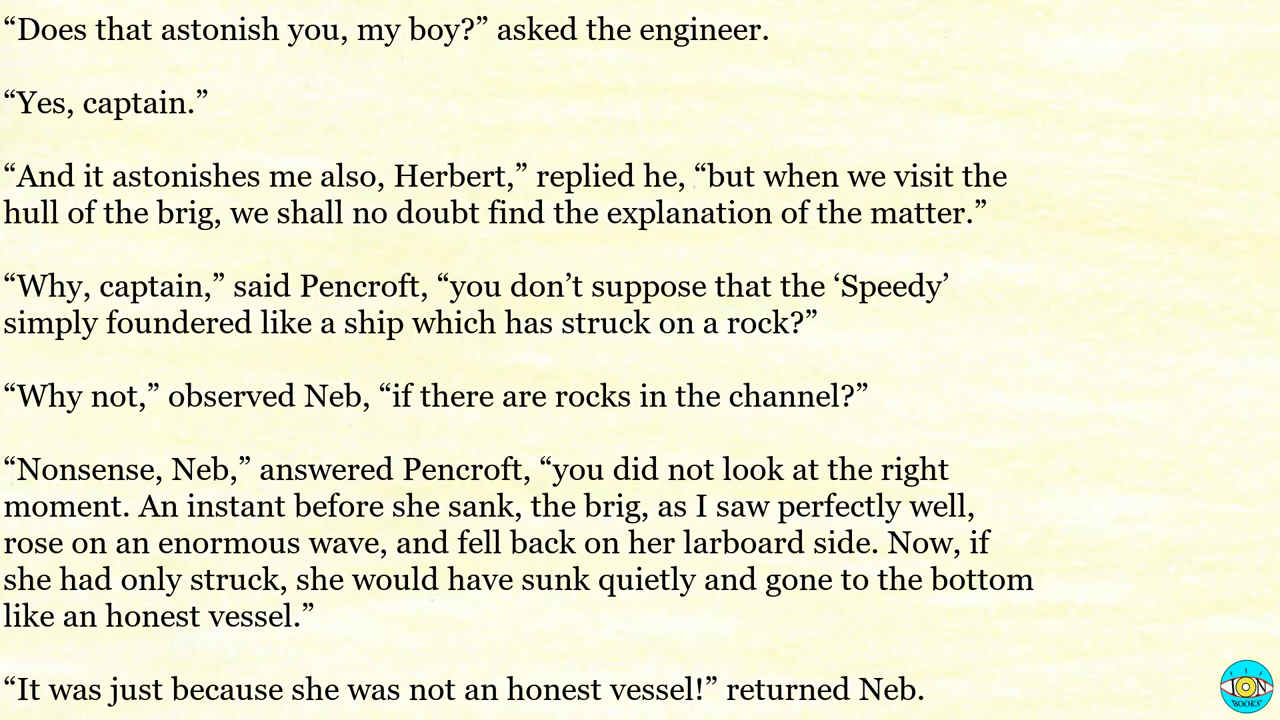 “Does that astonish you, my boy?” asked the engineer.
“Yes, captain.”
“And it astonishes me also, Herbert,” replied he, “but when we visit the
hull of the brig, we shall no doubt find the explanation of the matter.”
“Why, captain,” said Pencroft, “you don’t suppose that the ‘Speedy’
simply foundered like a ship which has struck on a rock?”
“Why not,” observed Neb, “if there are rocks in the channel?”
“Nonsense, Neb,” answered Pencroft, “you did not look at the right
moment. An instant before she sank, the brig, as I saw perfectly well,
rose on an enormous wave, and fell back on her larboard side. Now, if
she had only struck, she would have sunk quietly and gone to the bottom
like an honest vessel.”
“It was just because she was not an honest vessel!” returned Neb.
ION
BOOKS